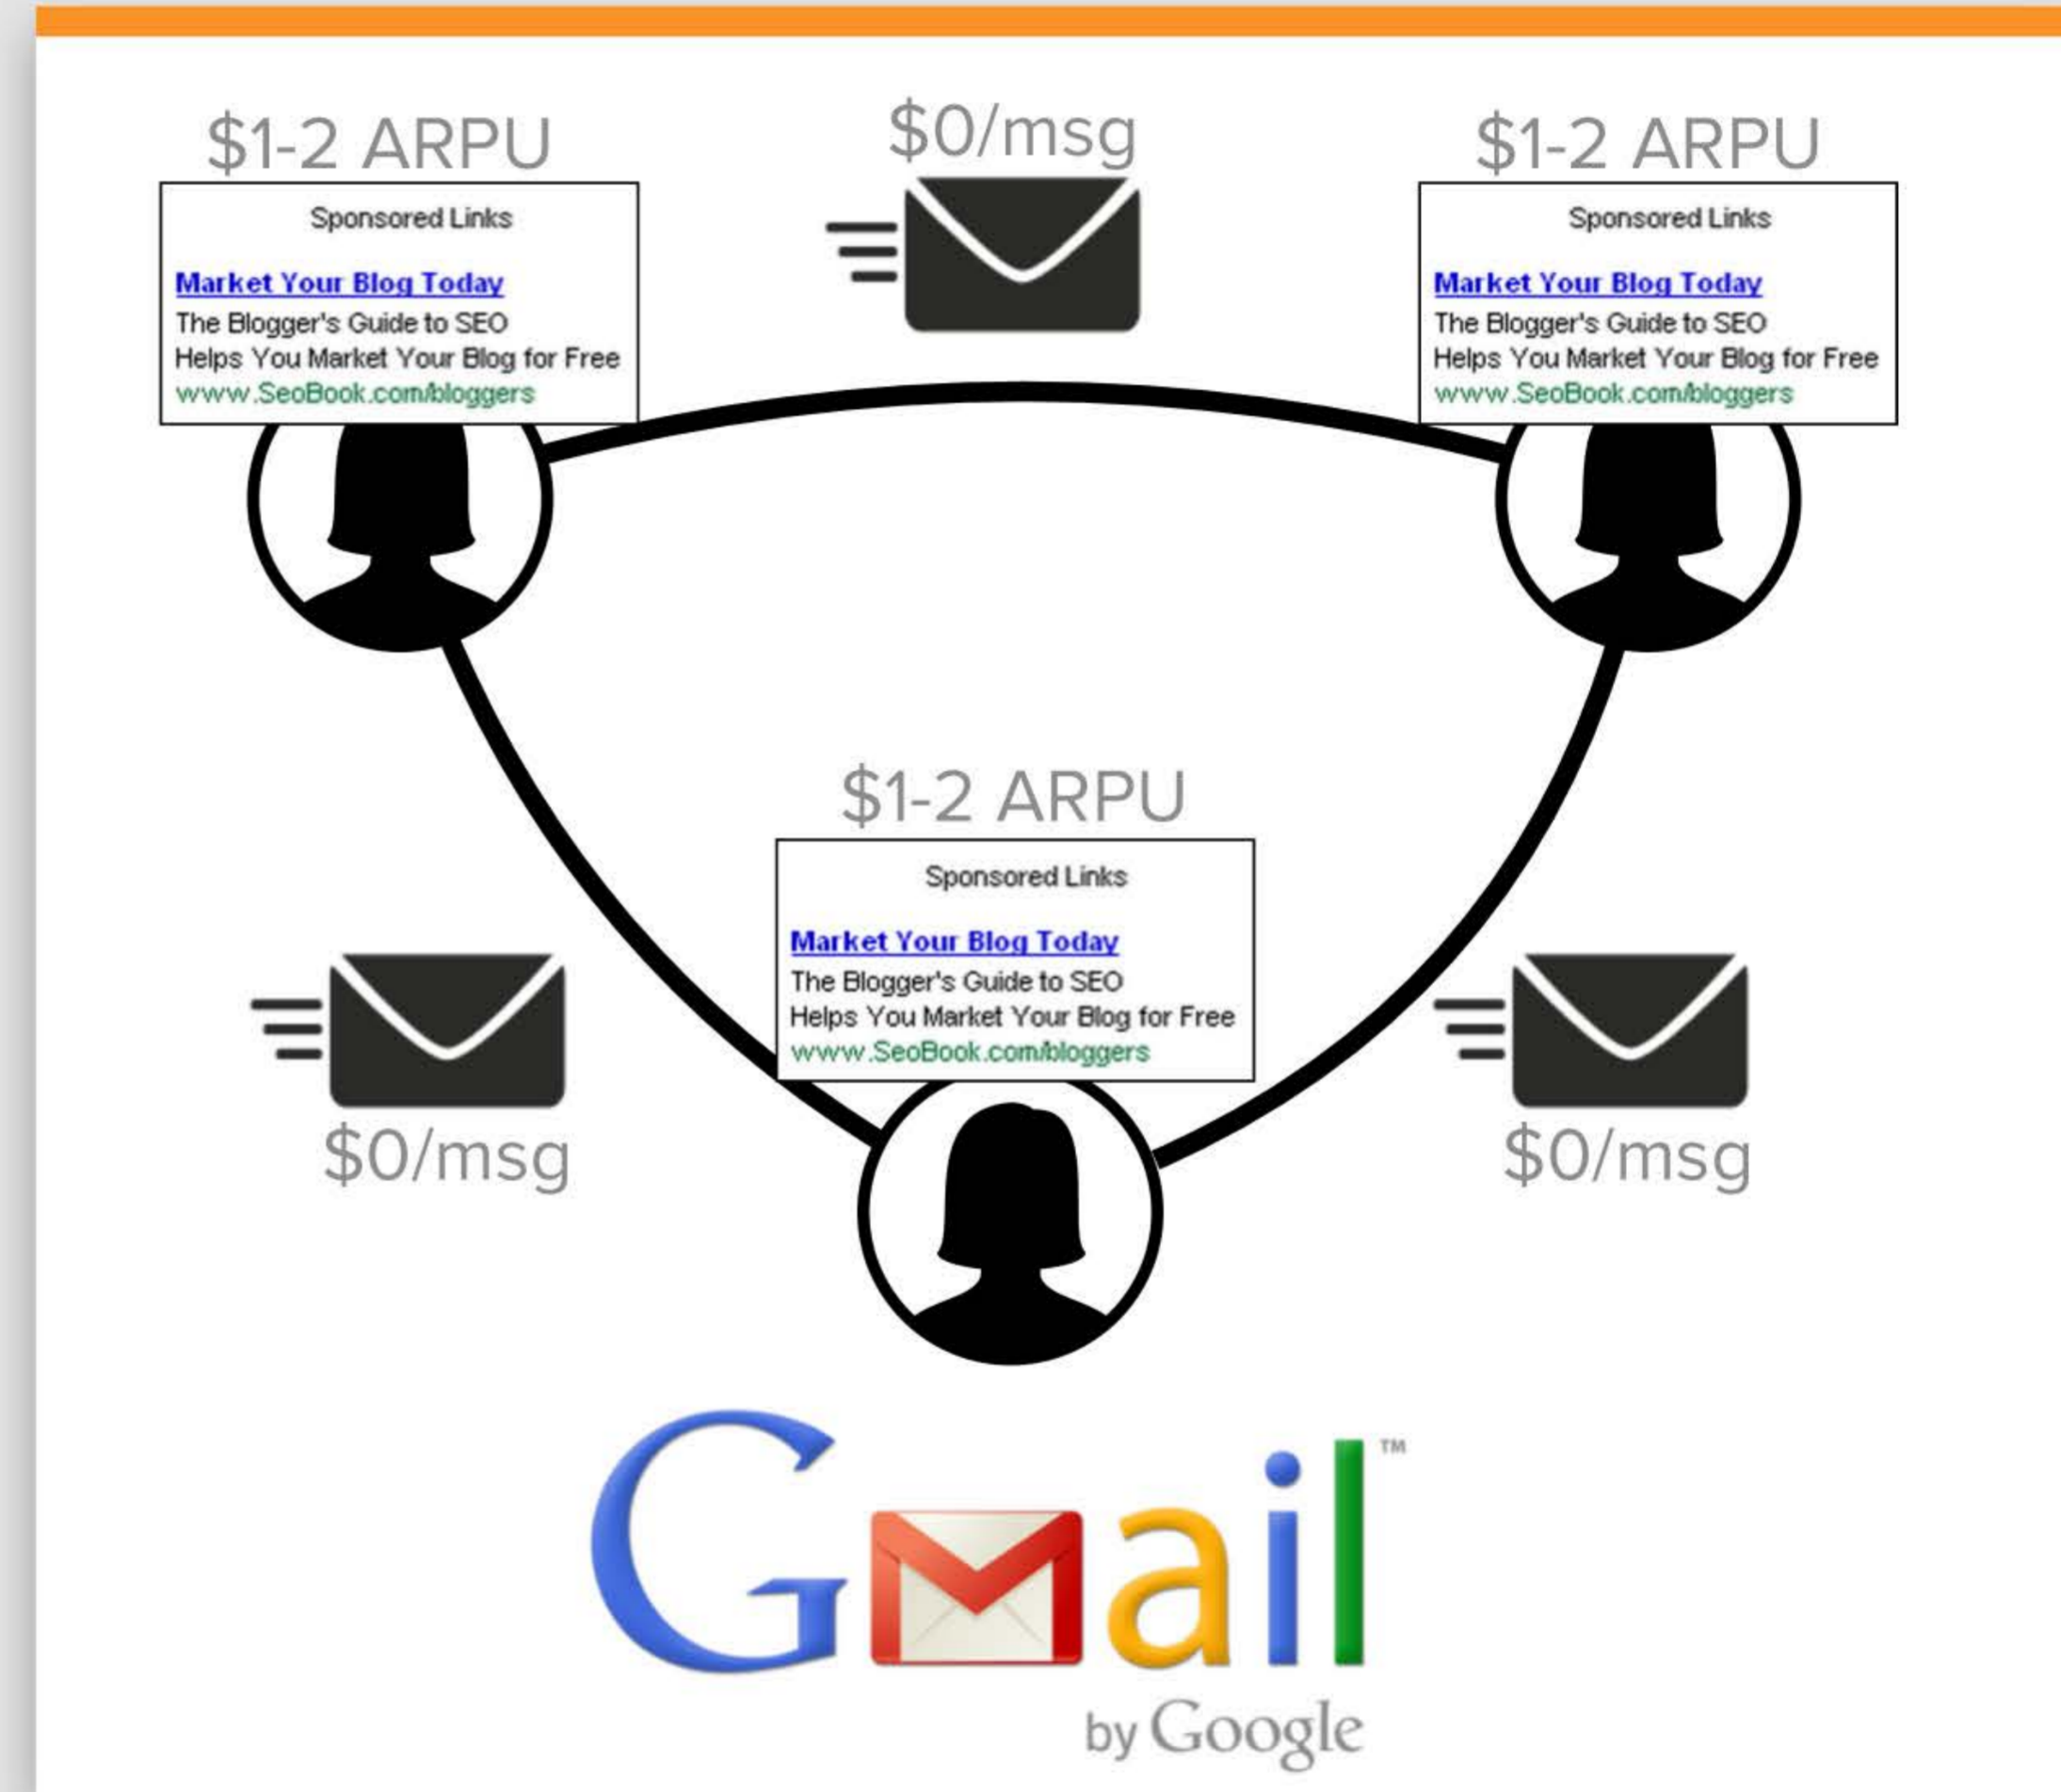 $1-2 ARPU
$0/msg
$1-2 ARPU
Sponsored Links
Market Your Blog Today
The Blogger's Guide to SEO
Helps You Market Your Blog for Free
www.SeoBook.com/bloggers
Sponsored Links
Market Your Blog Today
The Blogger's Guide to SEO
Helps You Market Your Blog for Free
www.SeoBook.com/bloggers
$1-2 ARPU
Sponsored Links
Market Your Blog Today
The Blogger's Guide to SEO
Helps You Market Your Blog for Free
www.SeoBook.com/bloggers
$0/msg
$0/msg
Gmail™
by Google